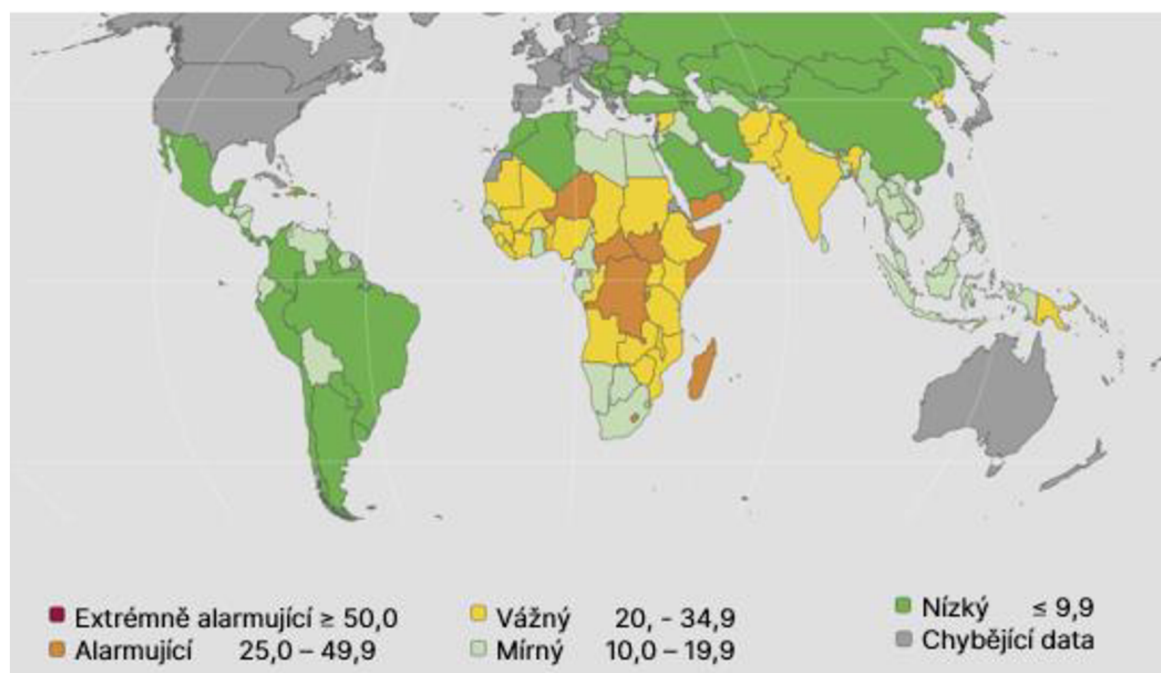 Extrémně alarmující ≥ 50,0
Alarmující 25,0 – 49,9
Vážný 20, - 34,9
Mírný 10,0 – 19,9
Nízký ≤ 9,9
Chybějící data